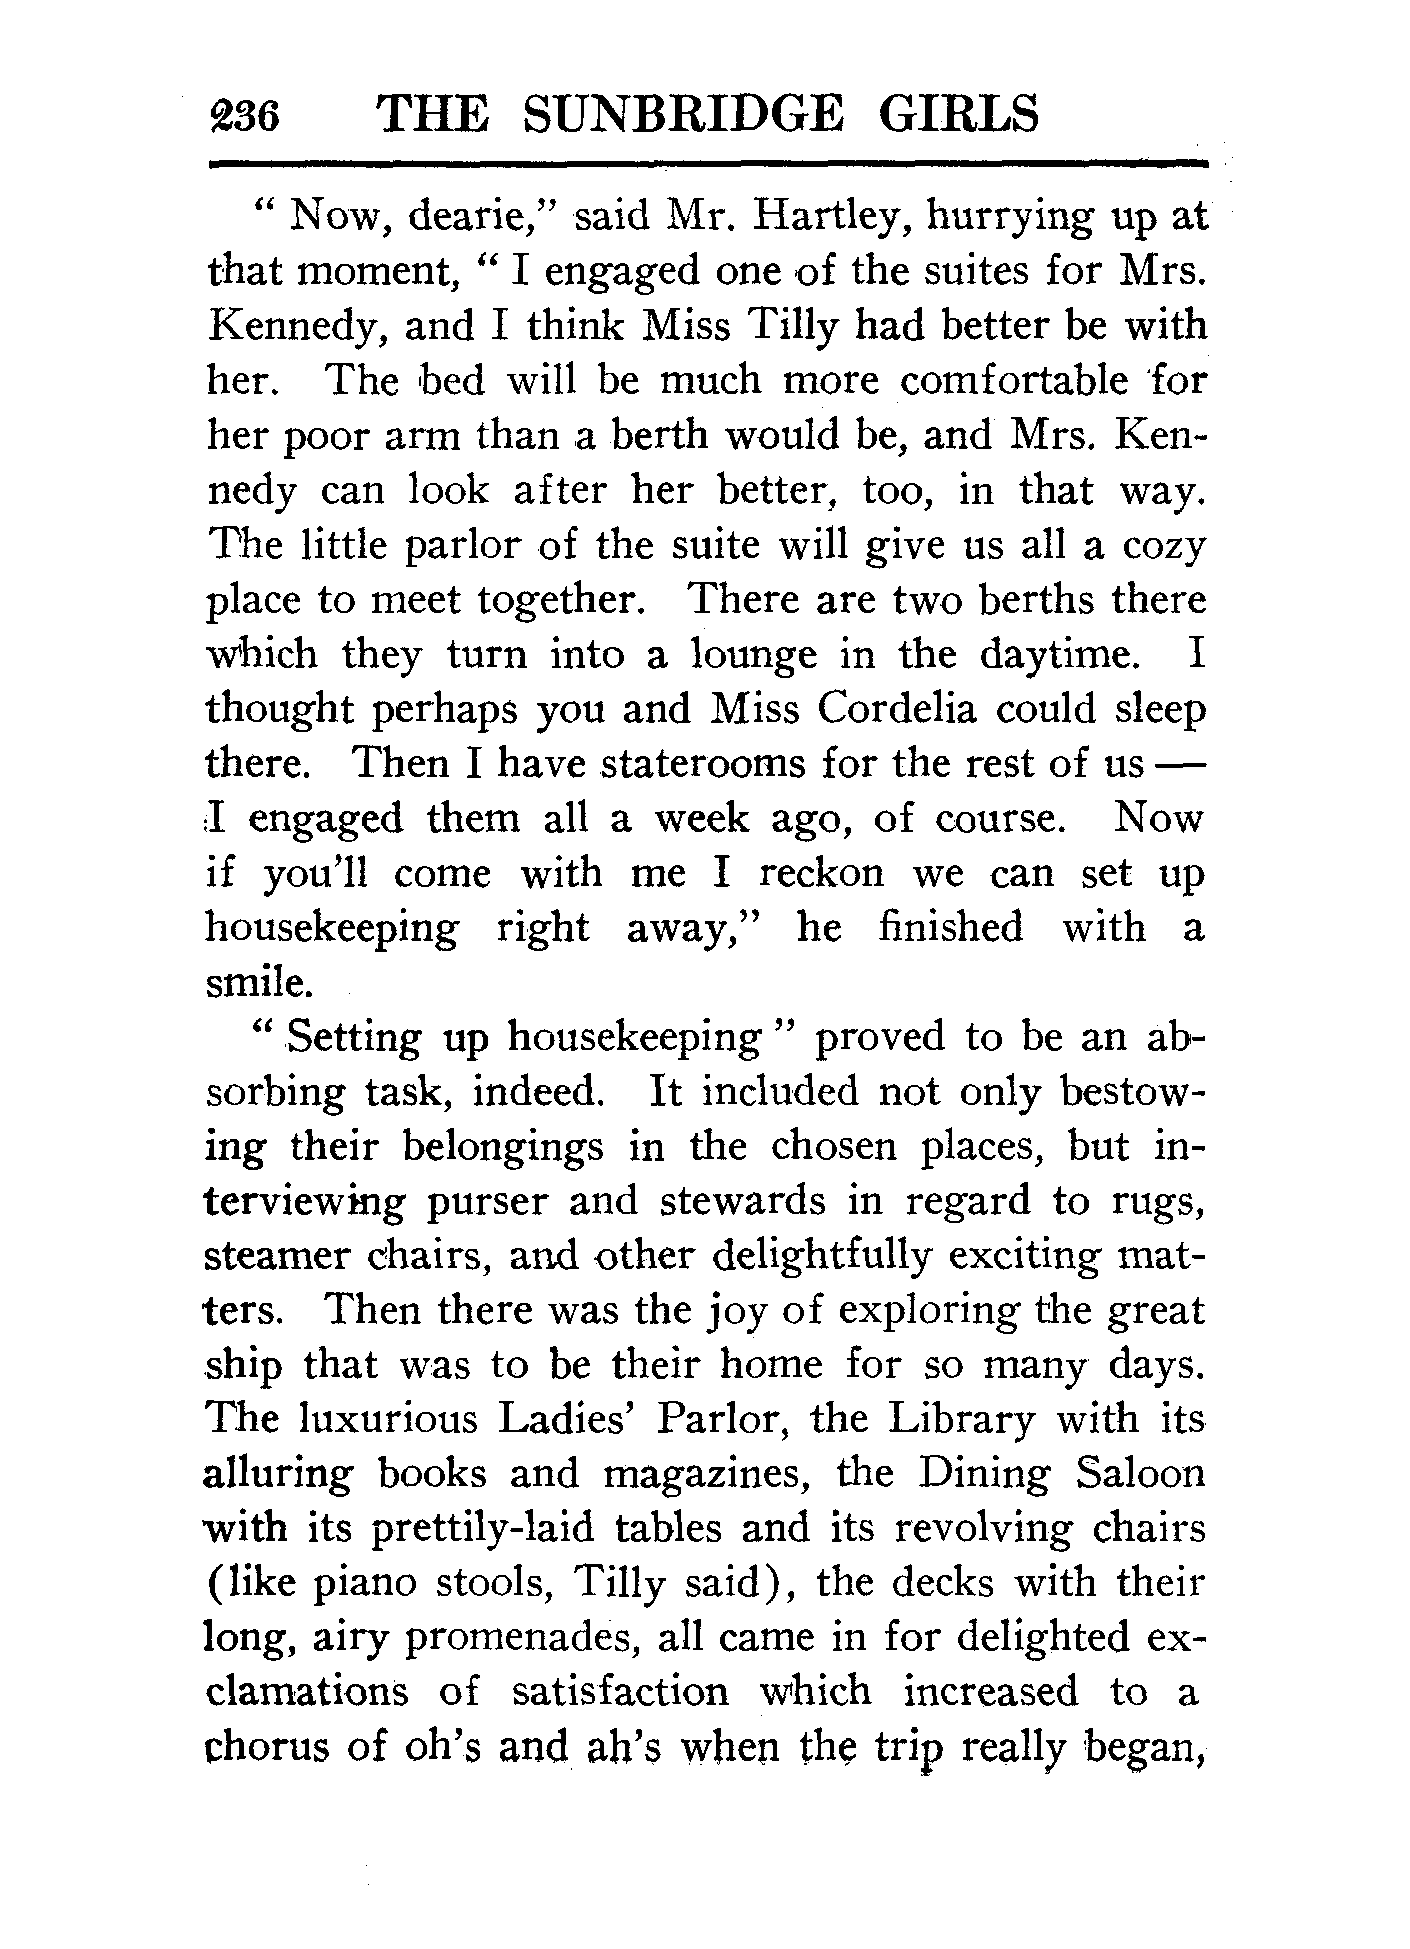 236 THE SUNBRIDGE GIRLS
“ Now, dearie,” said Mr. Hartley, hurrying up at
that moment, “ I engaged one of the suites for Mrs.
Kennedy, and I think Miss Tilly had better be with
her. The bed will be much more comfortable for
her poor arm than a berth would be, and Mrs. Ken-
nedy can look after her better, too, in that way.
The little parlor of the suite will give us all a cozy
place to meet together. There are two berths there
which they turn into a lounge in the daytime. I
thought perhaps you and Miss Cordelia could sleep
there. Then I have staterooms for the rest of us —
I engaged them all a week ago, of course. Now
if you'll come with me I reckon we can set up
housekeeping right away,” he finished with a
smile.
“ Setting up housekeeping ” proved to be an ab-
sorbing task, indeed. It included not only bestow-
ing their belongings in the chosen places, but in-
terviewing purser and stewards in regard to rugs,
steamer chairs, and other delightfully exciting mat-
ters. Then there was the joy of exploring the great
ship that was to be their home for so many days.
The luxurious Ladies' Parlor, the Library with its
alluring books and magazines, the Dining Saloon
with its prettily-laid tables and its revolving chairs
(like piano stools, Tilly said), the decks with their
long, airy promenades, all came in for delighted ex-
clamations of satisfaction which increased to a
chorus of oh's and ah's when the trip really began,